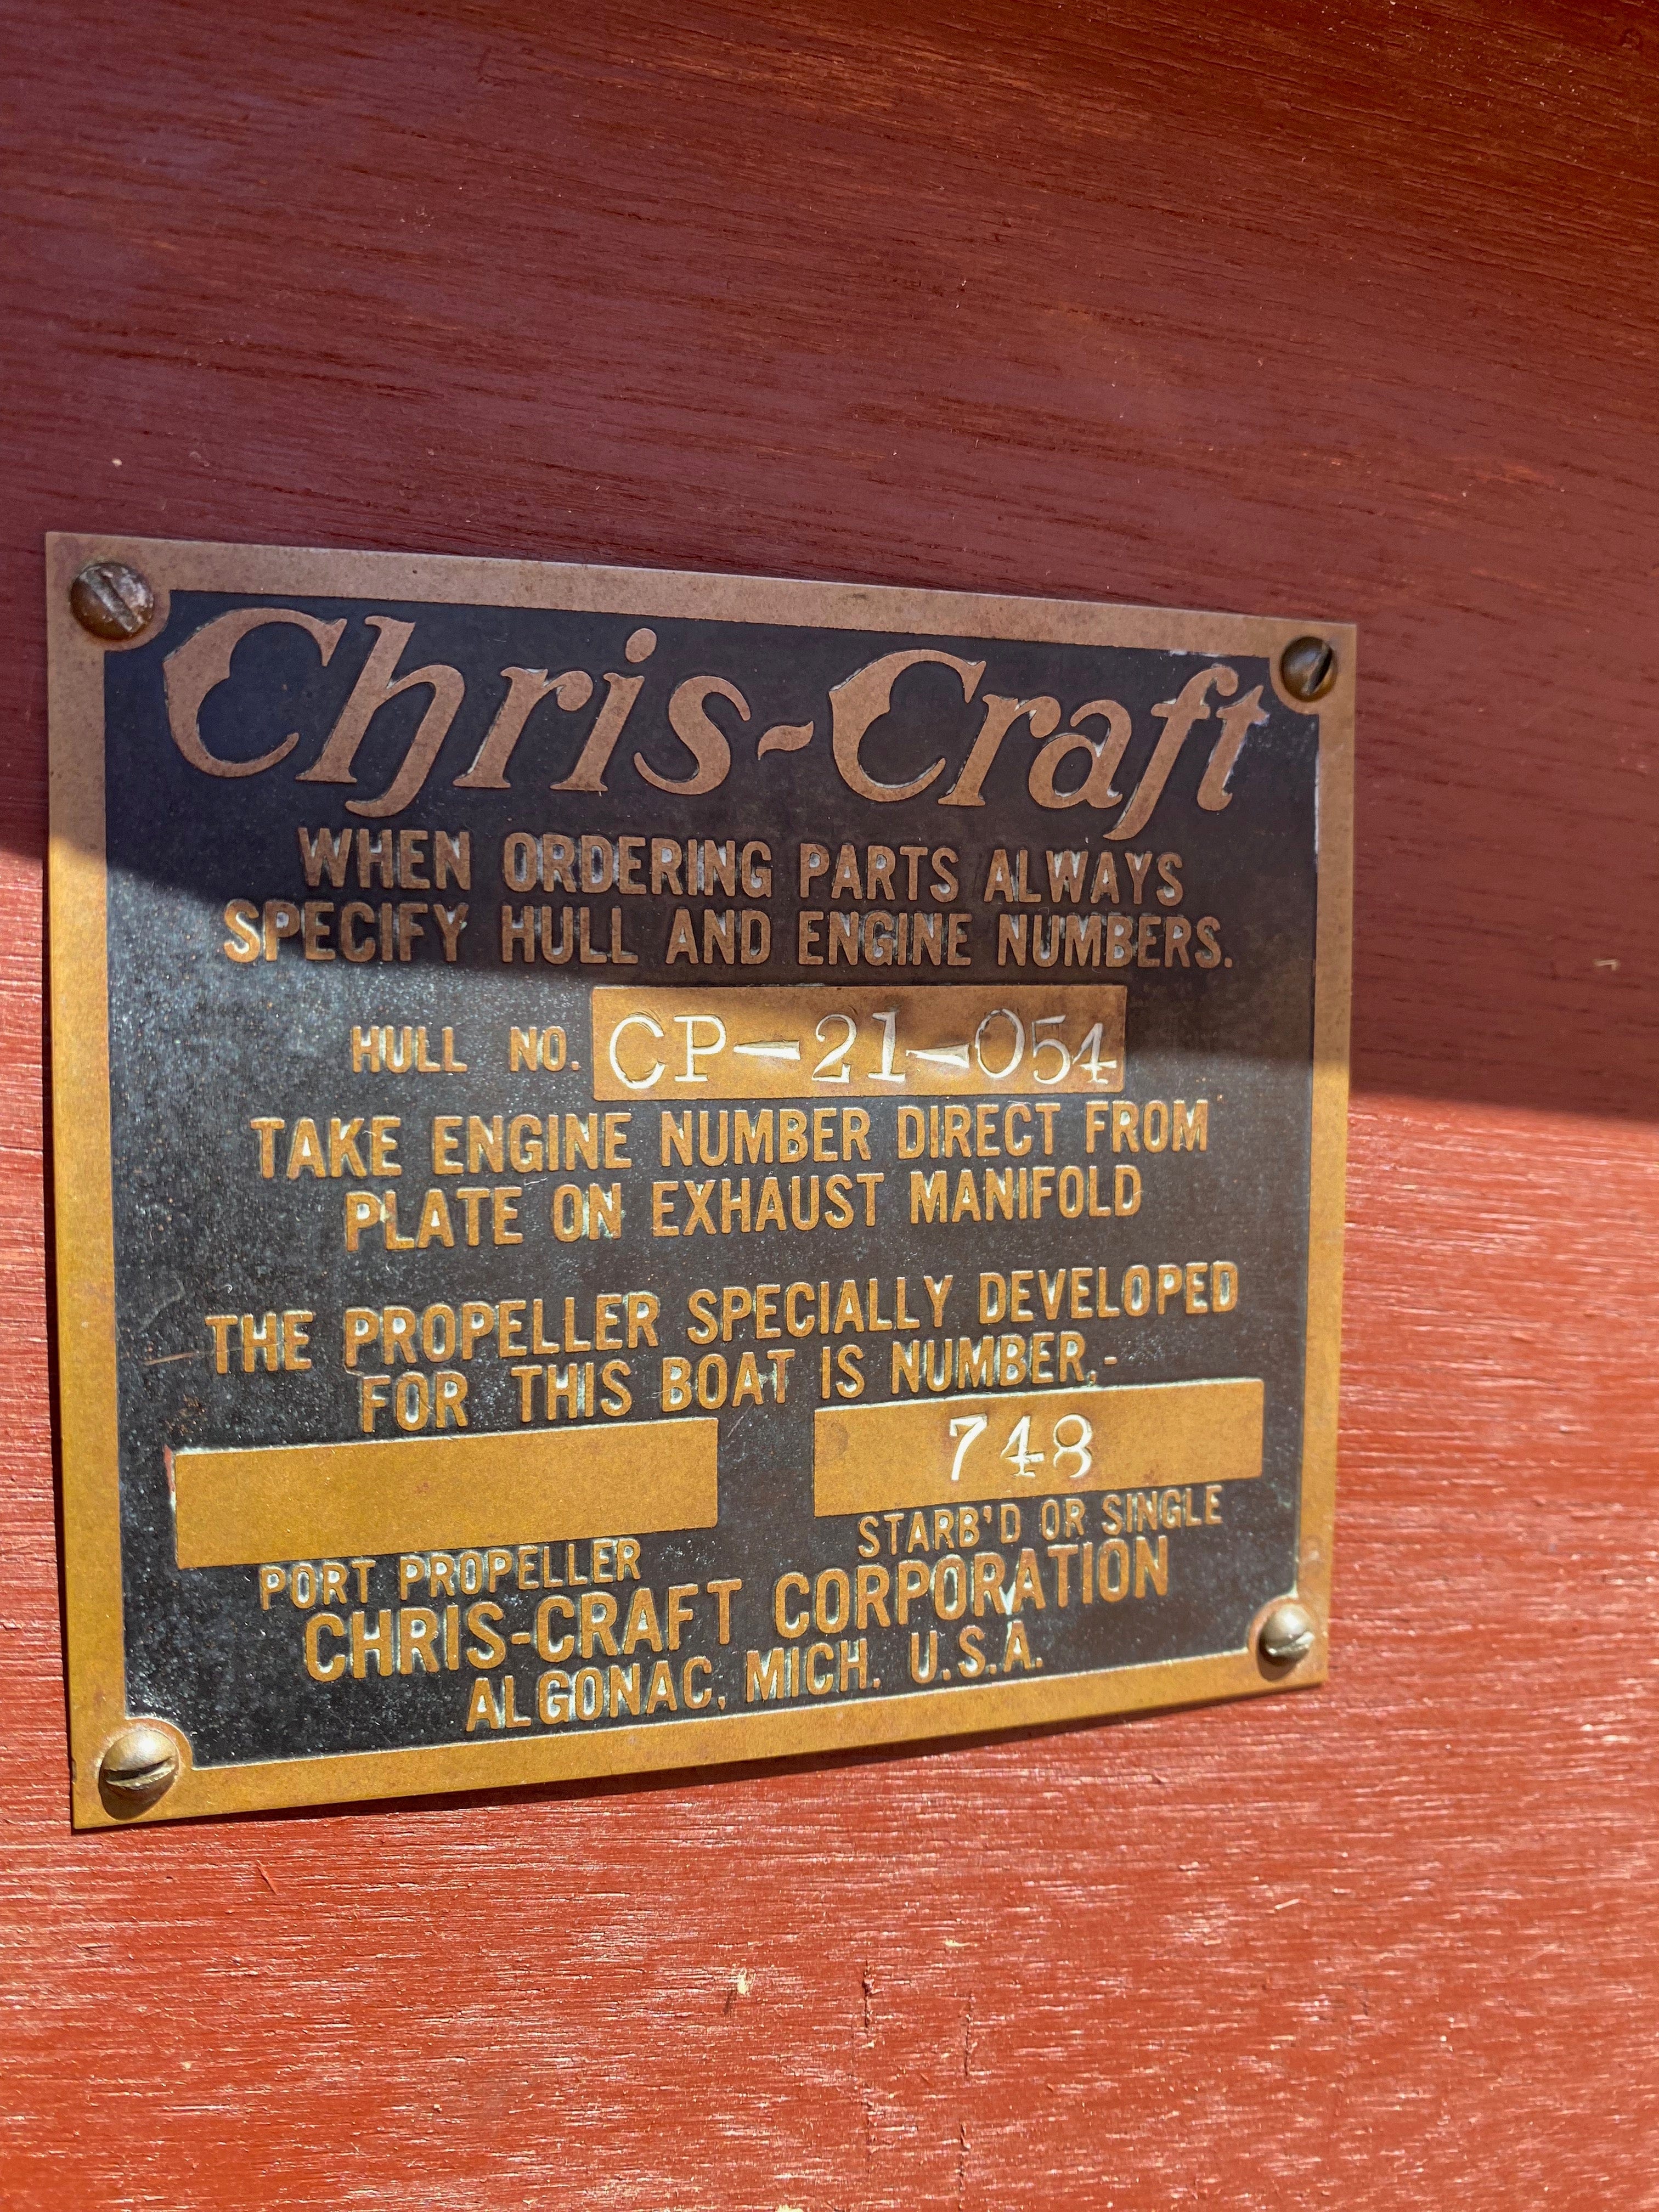 Chris-Craft
WHEN ORDERING PARTS ALWAYS
SPECIFY HULL AND ENGINE NUMBERS.
HULL NO. CP-21-054
TAKE ENGINE NUMBER DIRECT FROM
PLATE ON EXHAUST MANIFOLD
THE PROPELLER SPECIALLY DEVELOPED
FOR THIS BOAT IS NUMBER,-
748
PORT PROPELLER STARB'D OR SINGLE
CHRIS-CRAFT CORPORATION
ALGONAC, MICH. U.S.A.